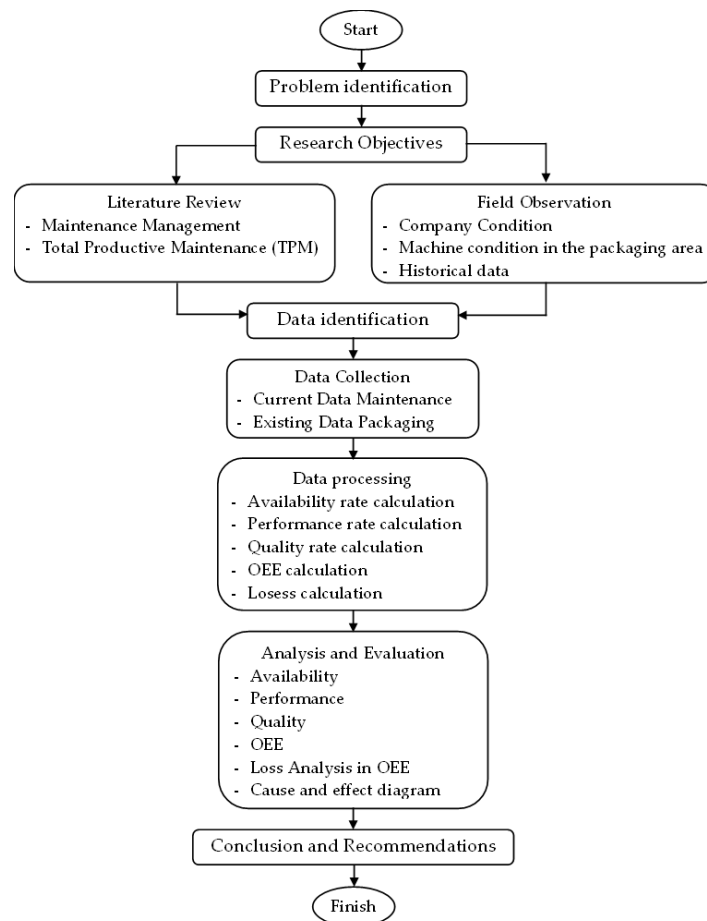 Start
Problem identification
Research Objectives
Literature Review
- Maintenance Management
- Total Productive Maintenance (TPM)
Field Observation
- Company Condition
- Machine condition in the packaging area
- Historical data
Data identification
Data Collection
- Current Data Maintenance
- Existing Data Packaging
Data processing
- Availability rate calculation
- Performance rate calculation
- Quality rate calculation
- OEE calculation
- Losess calculation
Analysis and Evaluation
- Availability
- Performance
- Quality
- OEE
- Loss Analysis in OEE
- Cause and effect diagram
Conclusion and Recommendations
Finish